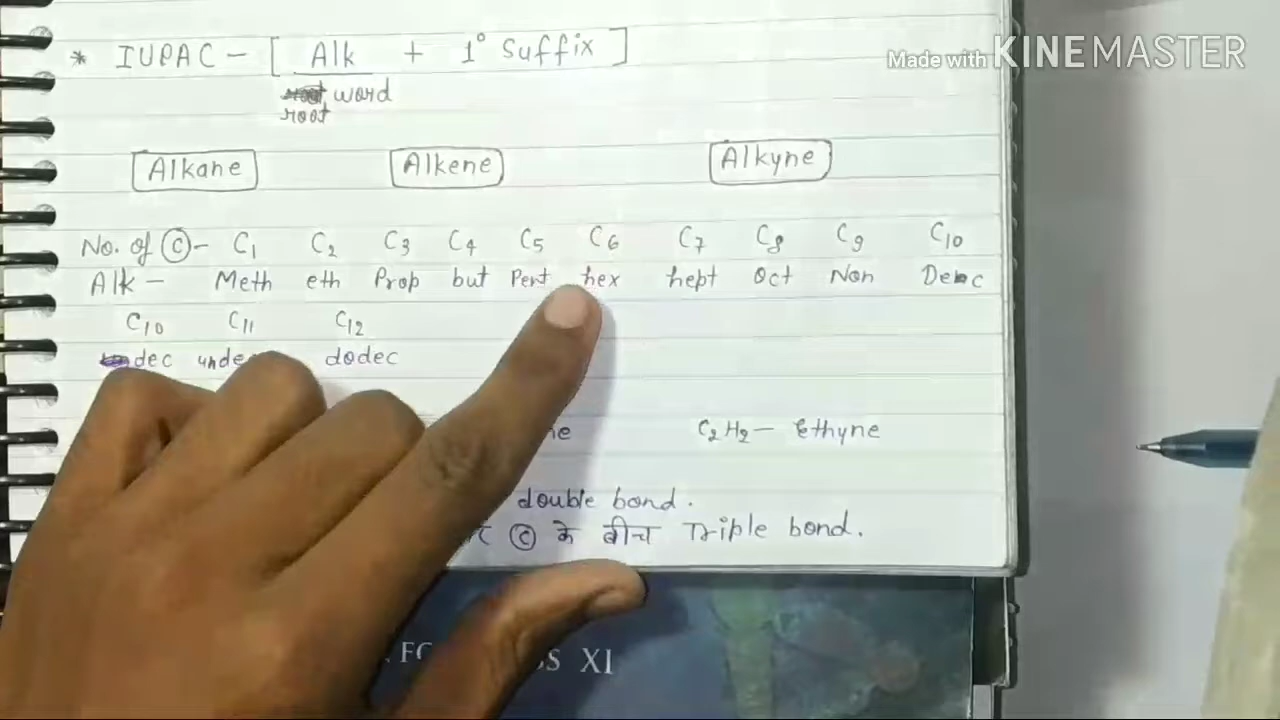 Made with KINEMASTER
* IUPAC - [ Alk + 1° Suffix ]
word
root
Alkane Alkene Alkyne
No. of Ⓒ- C₁ C₂ C₃ C₄ C₅ C₆ C₇ C₈ C₉ C₁₀
Alk - Meth eth Prop but Pent hex hept Oct Non Dec
C₁₀ C₁₁ C₁₂
dec unde dodec
ne C₂H₂ - Ethyne
double bond.
Ⓒ के बीच Triple bond.
XI